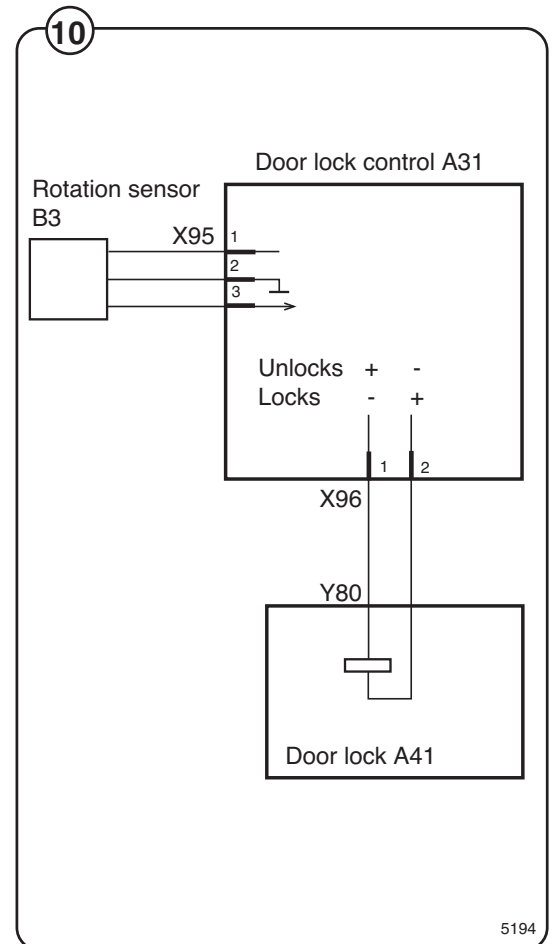 10
Door lock control A31
Rotation sensor
B3
X95
1
2
3
Unlocks + -
Locks - +
1 2
X96
Y80
Door lock A41
5194